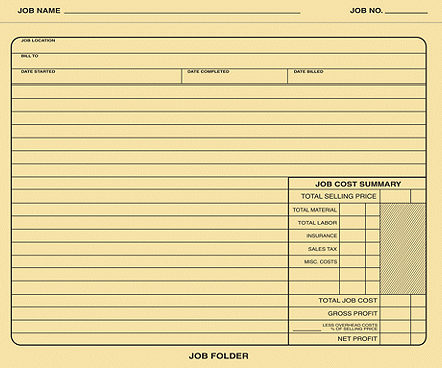 JOB NAME JOB NO.
JOB LOCATION
BILL TO
DATE STARTED DATE COMPLETED DATE BILLED
JOB COST SUMMARY
TOTAL SELLING PRICE
TOTAL MATERIAL
TOTAL LABOR
INSURANCE
SALES TAX
MISC. COSTS
TOTAL JOB COST
GROSS PROFIT
LESS OVERHEAD COSTS
% OF SELLING PRICE
NET PROFIT
JOB FOLDER